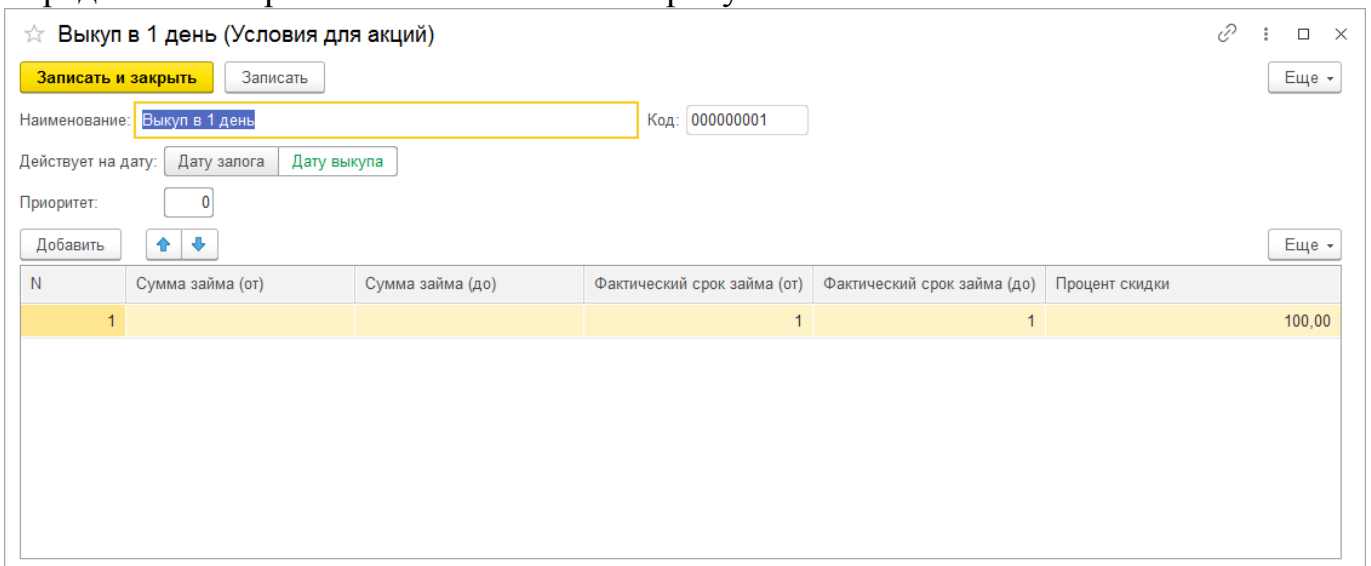 Выкуп в 1 день (Условия для акций)
Записать и закрыть Записать Еще
Наименование: Выкуп в 1 день Код: 000000001
Действует на дату: Дату залога Дату выкупа
Приоритет: 0
Добавить Еще
N Сумма займа (от) Сумма займа (до) Фактический срок займа (от) Фактический срок займа (до) Процент скидки
1 1 1 100,00